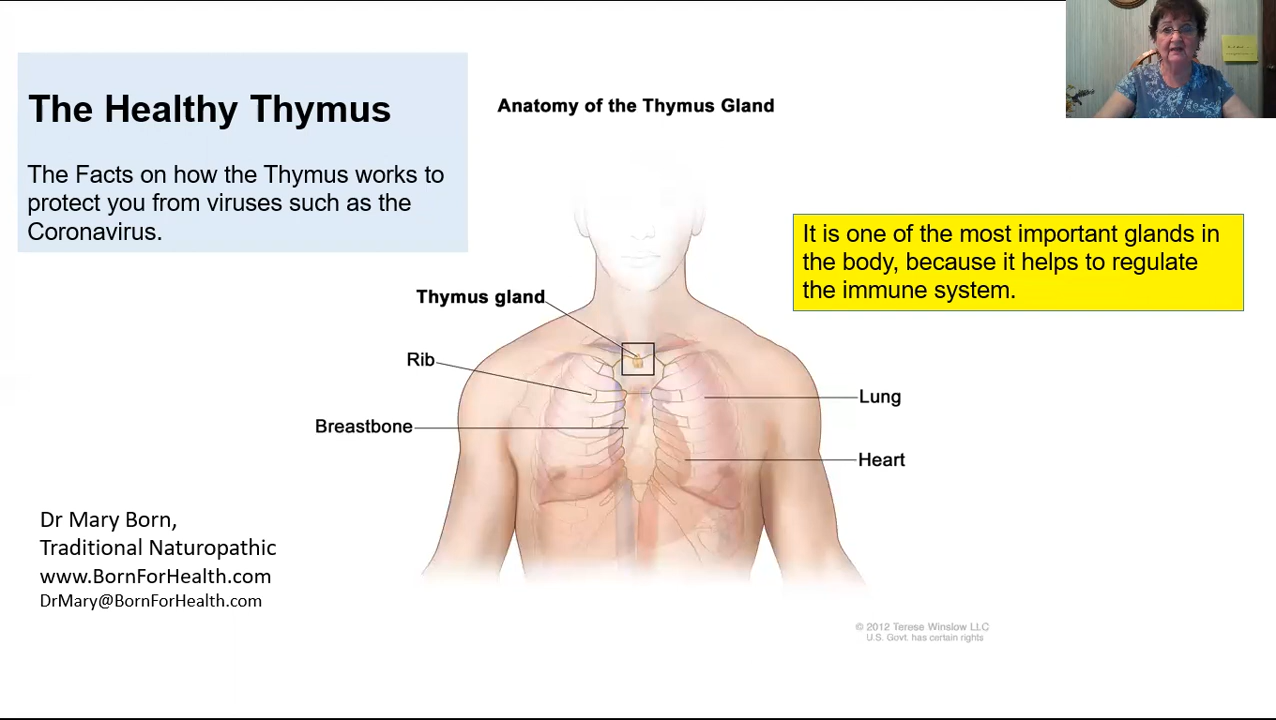 The Healthy Thymus
The Facts on how the Thymus works to
protect you from viruses such as the
Coronavirus.
Anatomy of the Thymus Gland
It is one of the most important glands in
the body, because it helps to regulate
the immune system.
Thymus gland
Rib
Breastbone
Lung
Heart
Dr Mary Born,
Traditional Naturopathic
www.BornForHealth.com
DrMary@BornForHealth.com
© 2012 Terese Winslow LLC
U.S. Govt. has certain rights